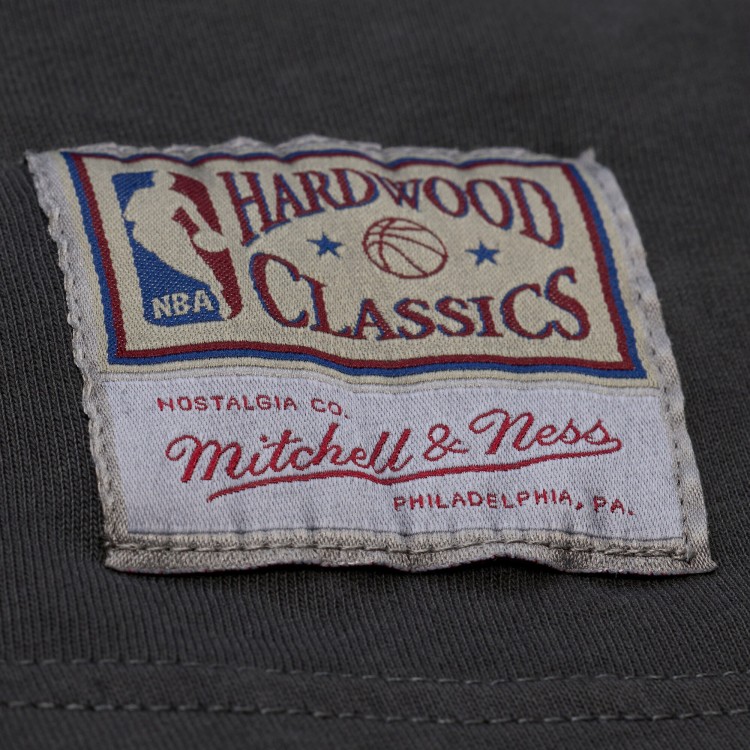 HARDWOOD
NBA
CLASSICS
NOSTALGIA CO.
Mitchell & Ness
PHILADELPHIA, PA.